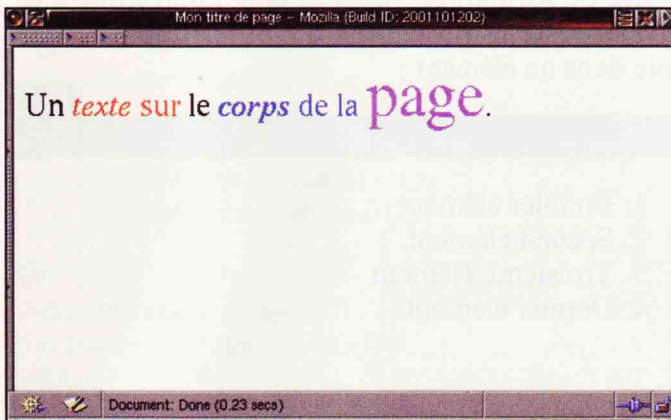 Mon titre de page – Mozilla {Build ID: 2001101202}
Un texte sur le corps de la page.
Document: Done (0.23 secs)